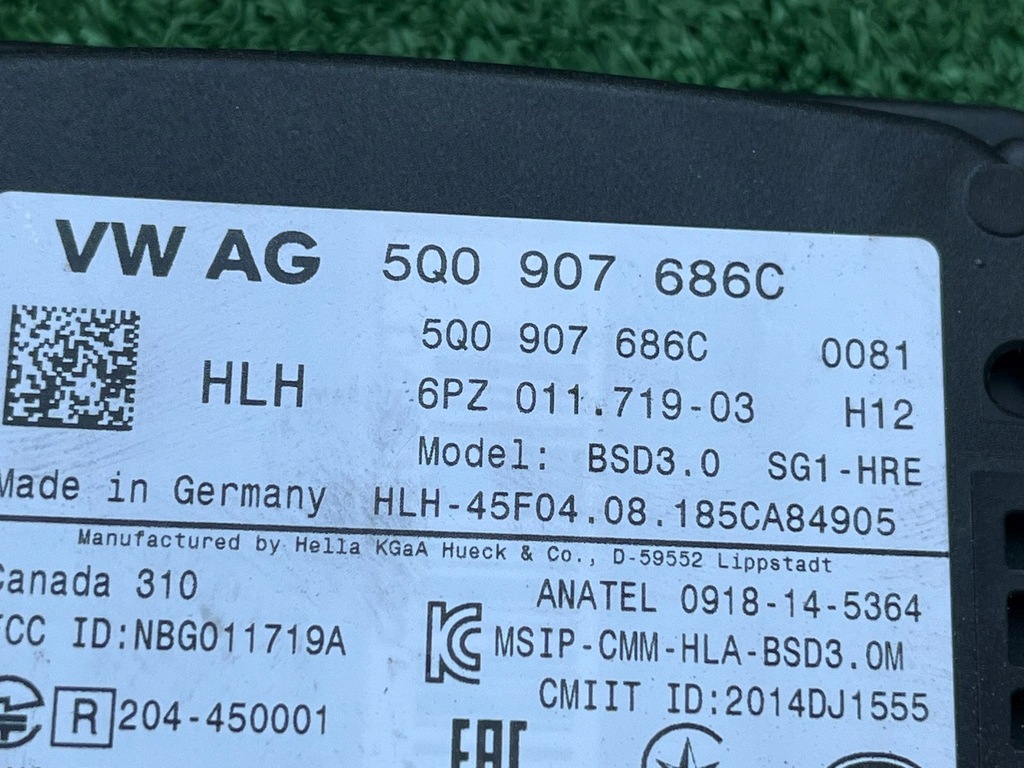 VW AG 5Q0 907 686C
5Q0 907 686C 0081
HLH 6PZ 011.719-03 H12
Model: BSD3.0 SG1-HRE
Made in Germany HLH-45F04.08.185CA84905
Manufactured by Hella KGaA Hueck & Co., D-59552 Lippstadt
Canada 310 ANATEL 0918-14-5364
FCC ID:NBG011719A MSIP-CMM-HLA-BSD3.0M
CMIIT ID:2014DJ1555
R 204-450001
EAC